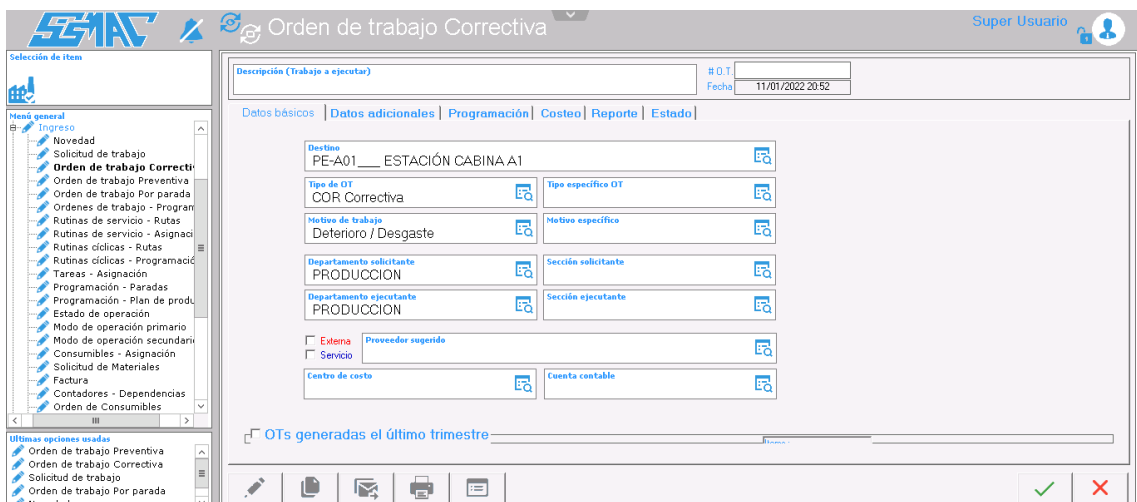 SGMAC
Orden de trabajo Correctiva
Super Usuario
Selección de item
Descripción (Trabajo a ejecutar)
# O.T.
Fecha 11/01/2022 20:52
Menú general
Ingreso
Novedad
Solicitud de trabajo
Orden de trabajo Correcti
Orden de trabajo Preventiva
Orden de trabajo Por parada
Ordenes de trabajo - Program
Rutinas de servicio - Rutas
Rutinas de servicio - Asignaci
Rutinas cíclicas - Rutas
Rutinas cíclicas - Programació
Tareas - Asignación
Programación - Paradas
Programación - Plan de produ
Estado de operación
Modo de operación primario
Modo de operación secundari
Consumibles - Asignación
Solicitud de Materiales
Factura
Contadores - Dependencias
Orden de Consumibles
Ultimas opciones usadas
Orden de trabajo Preventiva
Orden de trabajo Correctiva
Solicitud de trabajo
Orden de trabajo Por parada
Datos básicos Datos adicionales Programación Costeo Reporte Estado
Destino
PE-A01___ ESTACIÓN CABINA A1
Tipo de OT Tipo específico OT
COR Correctiva
Motivo de trabajo Motivo específico
Deterioro / Desgaste
Departamento solicitante Sección solicitante
PRODUCCION
Departamento ejecutante Sección ejecutante
PRODUCCION
Externa Proveedor sugerido
Servicio
Centro de costo Cuenta contable
OTs generadas el último trimestre